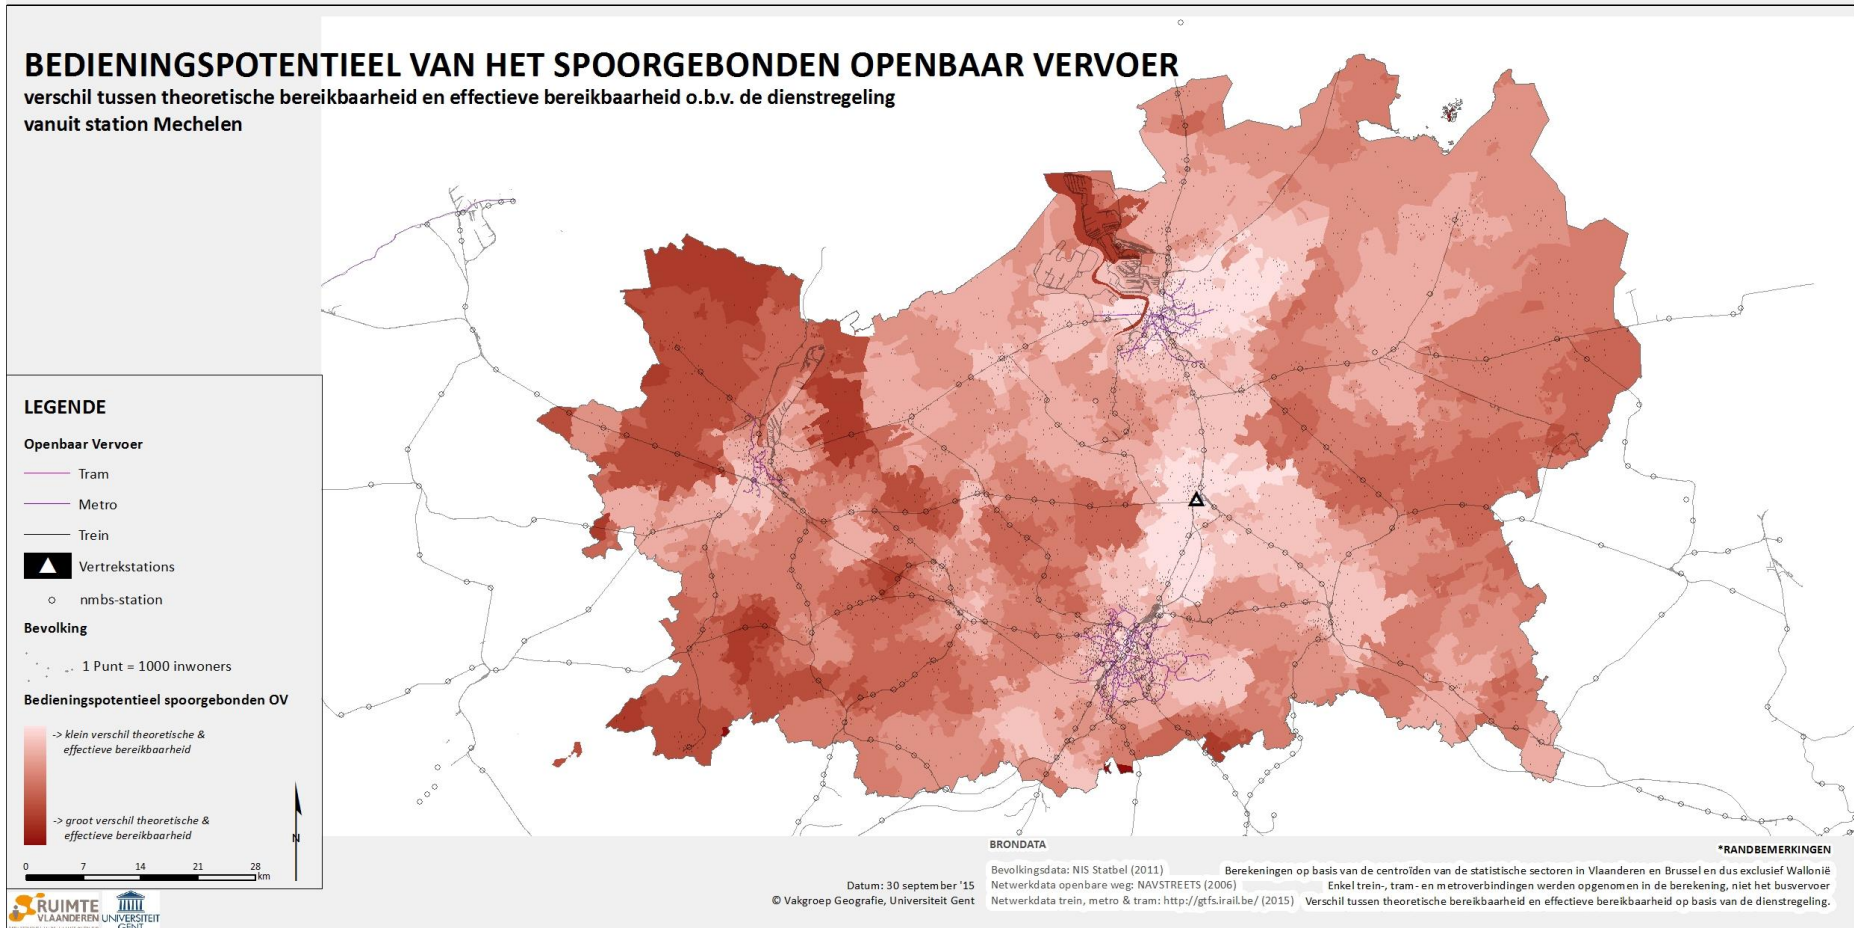 BEDIENINGSPOTENTIEEL VAN HET SPOORGEBONDEN OPENBAAR VERVOER
verschil tussen theoretische bereikbaarheid en effectieve bereikbaarheid o.b.v. de dienstregeling
vanuit station Mechelen
LEGENDE
Openbaar Vervoer
Tram
Metro
Trein
Vertrekstations
nmbs-station
Bevolking
1 Punt = 1000 inwoners
Bedieningspotentieel spoorgebonden OV
-> klein verschil theoretische &
effectieve bereikbaarheid
-> groot verschil theoretische &
effectieve bereikbaarheid
N
0 7 14 21 28
km
RUIMTE
VLAANDEREN
UNIVERSITEIT
GENT
Datum: 30 september '15
© Vakgroep Geografie, Universiteit Gent
BRONDATA
Bevolkingsdata: NIS Statbel (2011)
Netwerkdata openbare weg: NAVSTREETS (2006)
Netwerkdata trein, metro & tram: http://gtfs.irail.be/ (2015)
*RANDBEMERKINGEN
Berekeningen op basis van de centroïden van de statistische sectoren in Vlaanderen en Brussel en dus exclusief Wallonië
Enkel trein-, tram- en metroverbindingen werden opgenomen in de berekening, niet het busvervoer
Verschil tussen theoretische bereikbaarheid en effectieve bereikbaarheid op basis van de dienstregeling.